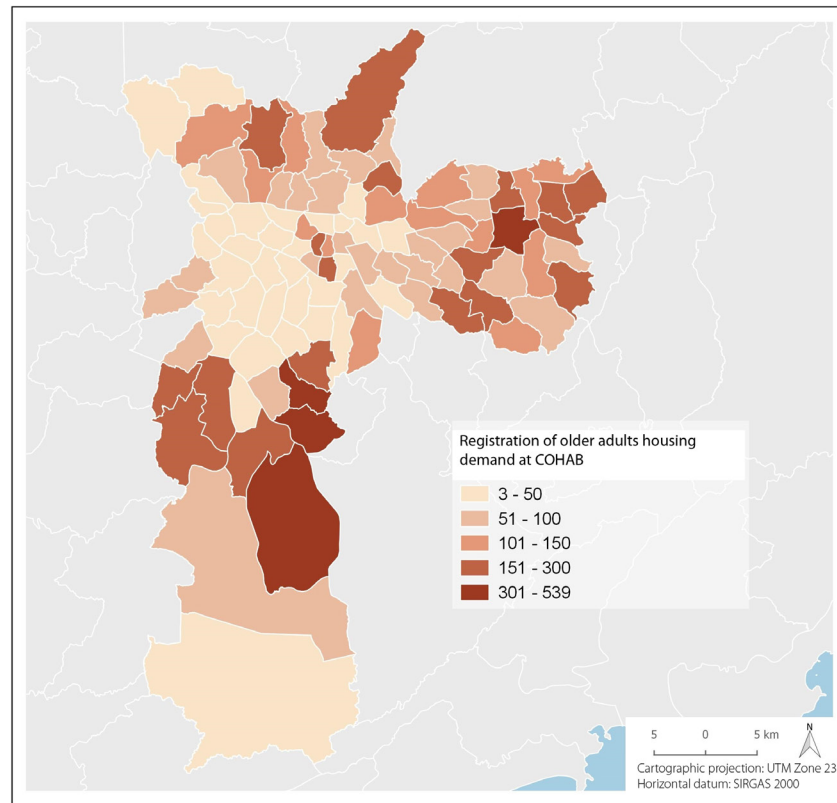 Registration of older adults housing
demand at COHAB
3 - 50
51 - 100
101 - 150
151 - 300
301 - 539
N
5 0 5 km
Cartographic projection: UTM Zone 23
Horizontal datum: SIRGAS 2000